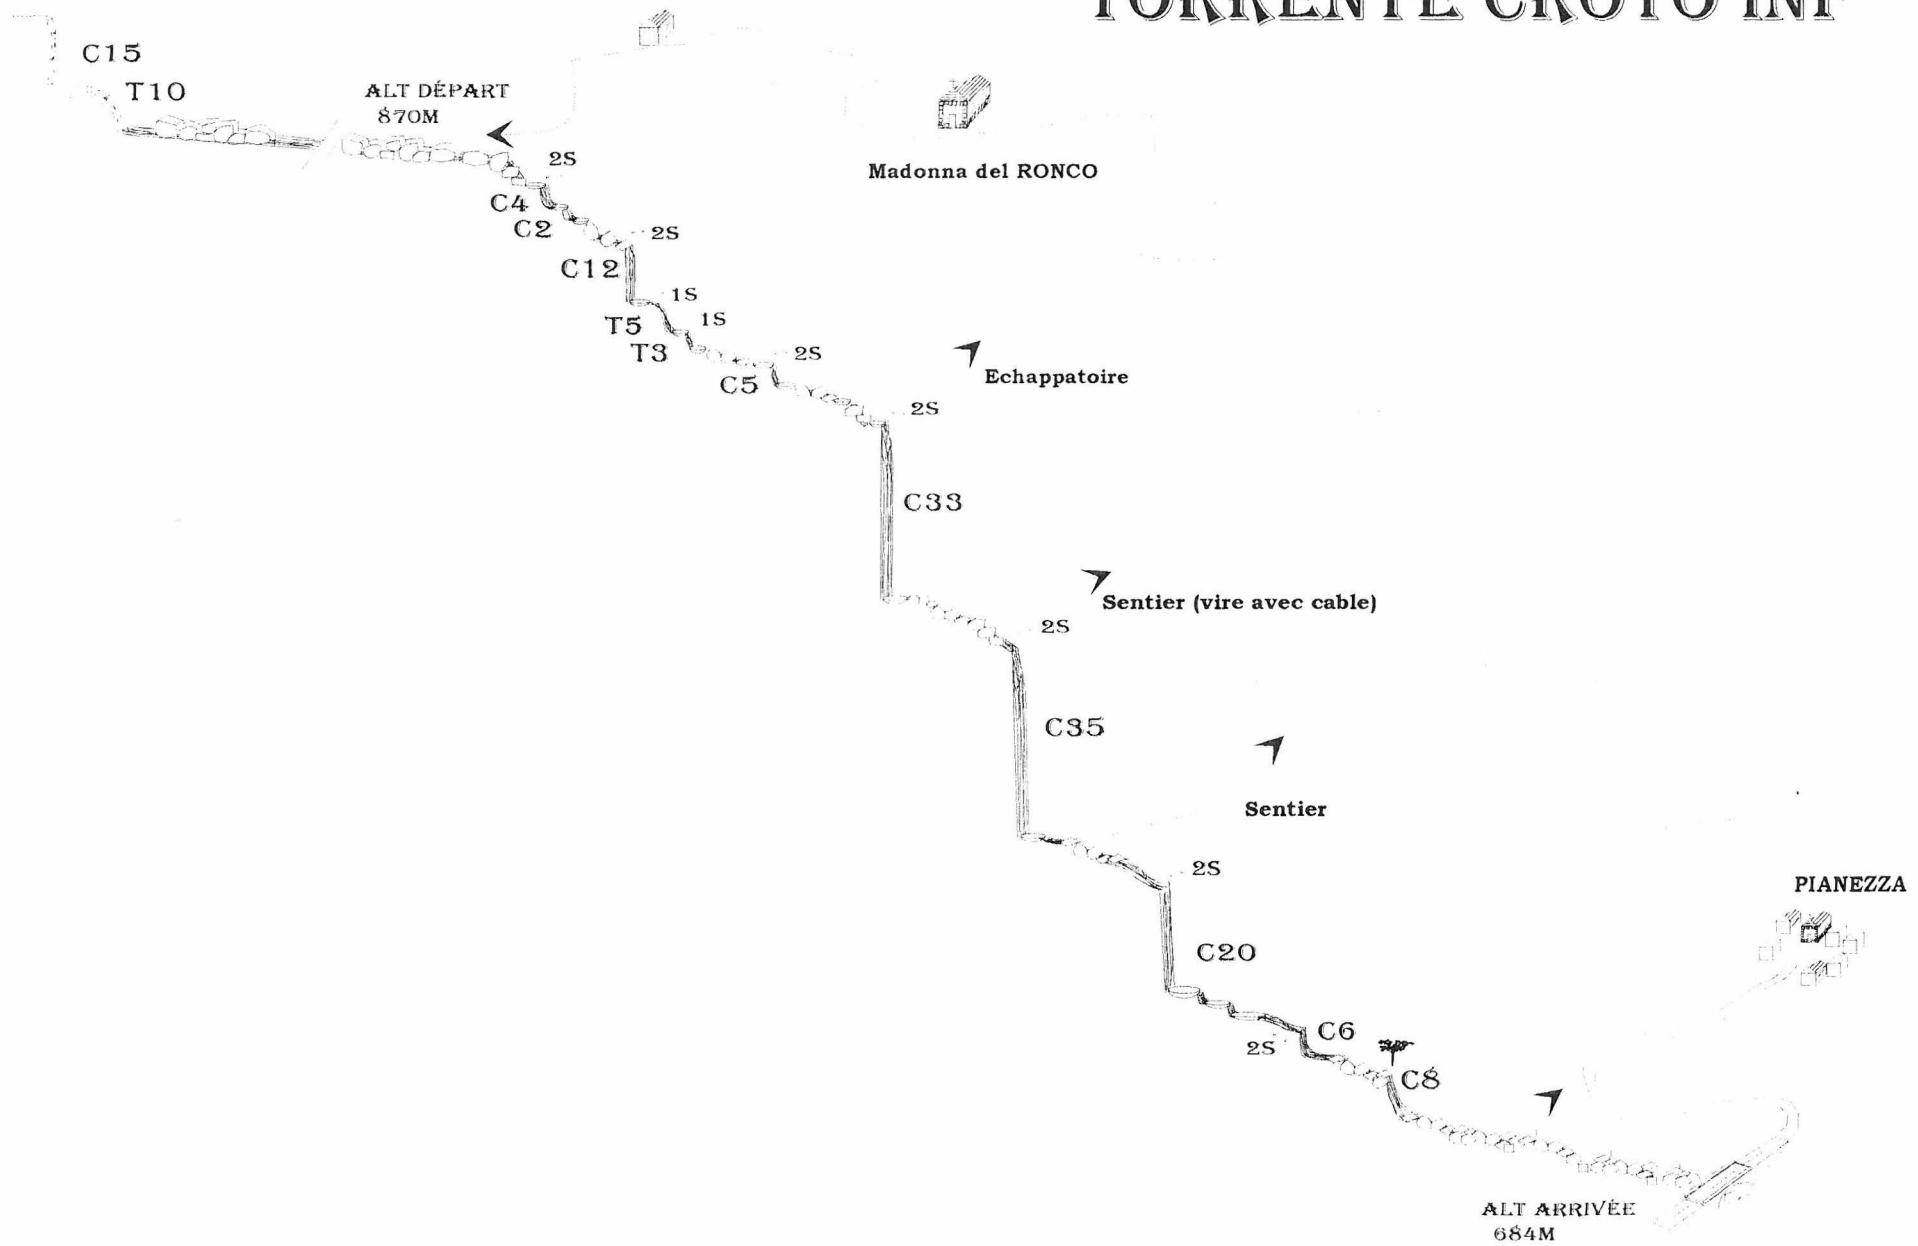 TORRENTE CROTO INF
C15
T10
ALT DÉPART
870M
Madonna del RONCO
2S
C4
C2
2S
C12
1S
T5
1S
T3
2S
C5
Echappatoire
2S
C33
Sentier (vire avec cable)
2S
C35
Sentier
2S
PIANEZZA
C20
C6
2S
C8
ALT ARRIVÉE
684M